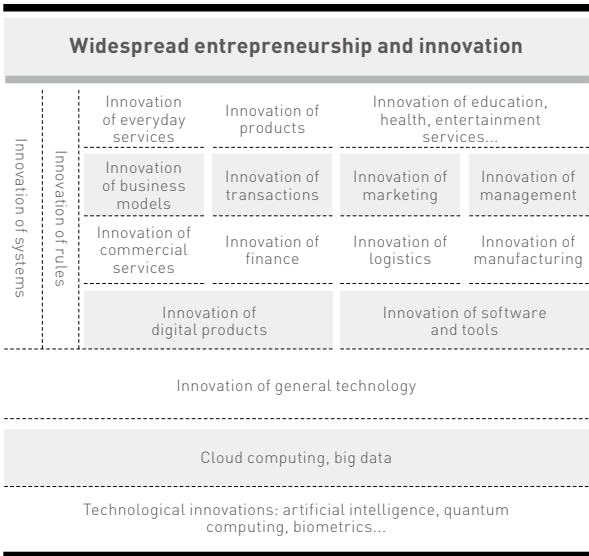 Widespread entrepreneurship and innovation
Innovation of systems
Innovation of rules
Innovation
of everyday
services
Innovation of
products
Innovation of education,
health, entertainment
services...
Innovation
of business
models
Innovation of
transactions
Innovation of
marketing
Innovation of
management
Innovation of
commercial
services
Innovation of
finance
Innovation of
logistics
Innovation of
manufacturing
Innovation of
digital products
Innovation of software
and tools
Innovation of general technology
Cloud computing, big data
Technological innovations: artificial intelligence, quantum
computing, biometrics...